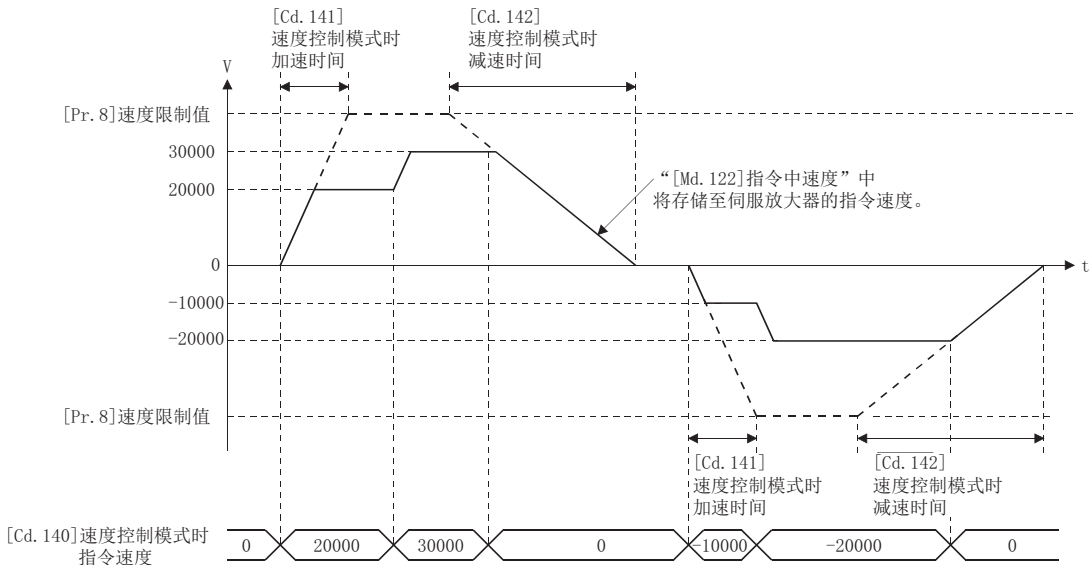 [Cd.141]
速度控制模式时
加速时间
[Cd.142]
速度控制模式时
减速时间
V
[Pr.8]速度限制值
30000
20000
“[Md.122]指令中速度”中
将存储至伺服放大器的指令速度。
0
t
-10000
-20000
[Pr.8]速度限制值
[Cd.141]
速度控制模式时
加速时间
[Cd.142]
速度控制模式时
减速时间
[Cd.140]速度控制模式时
指令速度
0
20000
30000
0
-10000
-20000
0